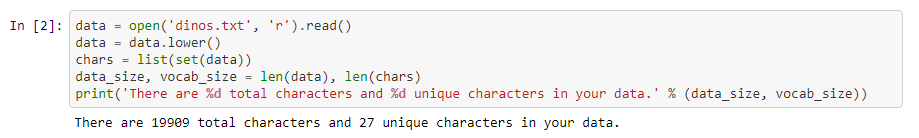 In [2]: data = open('dinos.txt', 'r').read()
data = data.lower()
chars = list(set(data))
data_size, vocab_size = len(data), len(chars)
print('There are %d total characters and %d unique characters in your data.' % (data_size, vocab_size))
There are 19909 total characters and 27 unique characters in your data.